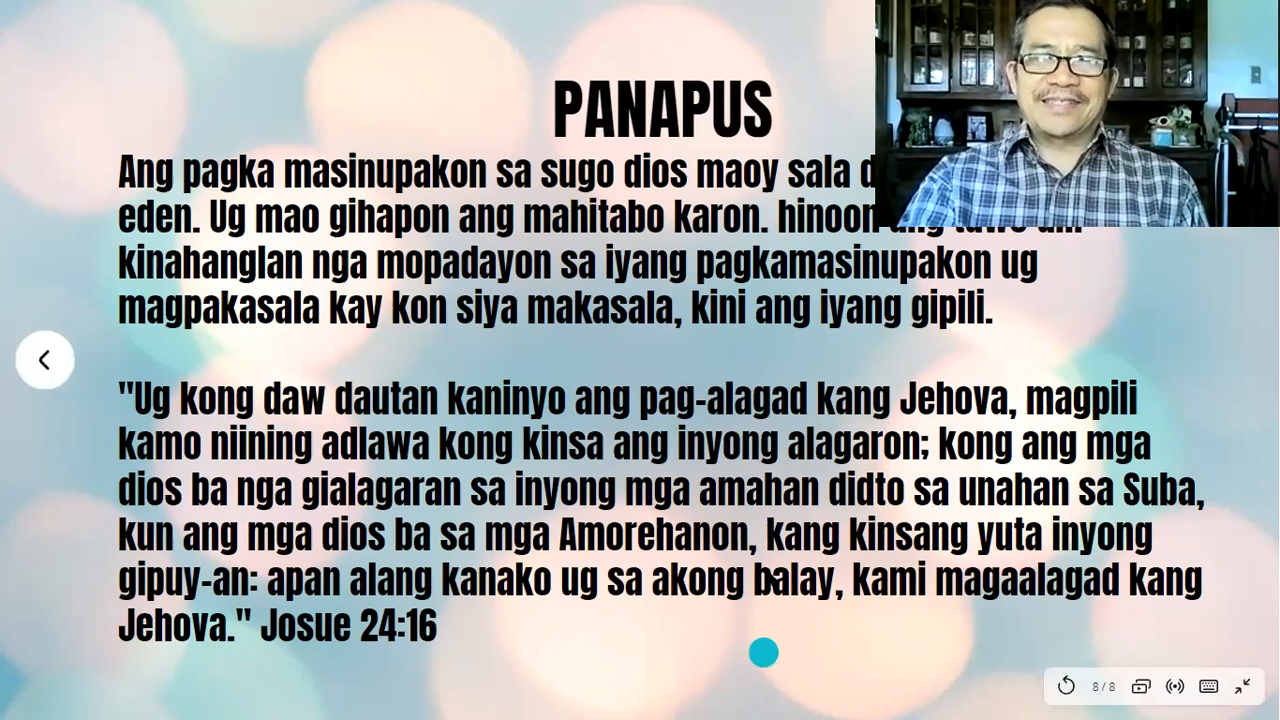 PANAPUS
Ang pagka masinupakon sa sugo dios maoy sala
eden. Ug mao gihapon ang mahitabo karon. hinoon
kinahanglan nga mopadayon sa iyang pagkamasinupakon ug
magpakasala kay kon siya makasala, kini ang iyang gipili.
"Ug kong daw dautan kaninyo ang pag-alagad kang Jehova, magpili
kamo niining adlawa kong kinsa ang inyong alagaron; kong ang mga
dios ba nga gialagaran sa inyong mga amahan didto sa unahan sa Suba,
kun ang mga dios ba sa mga Amorehanon, kang kinsang yuta inyong
gipuy-an: apan alang kanako ug sa akong balay, kami magaalagad kang
Jehova." Josue 24:16
8/8